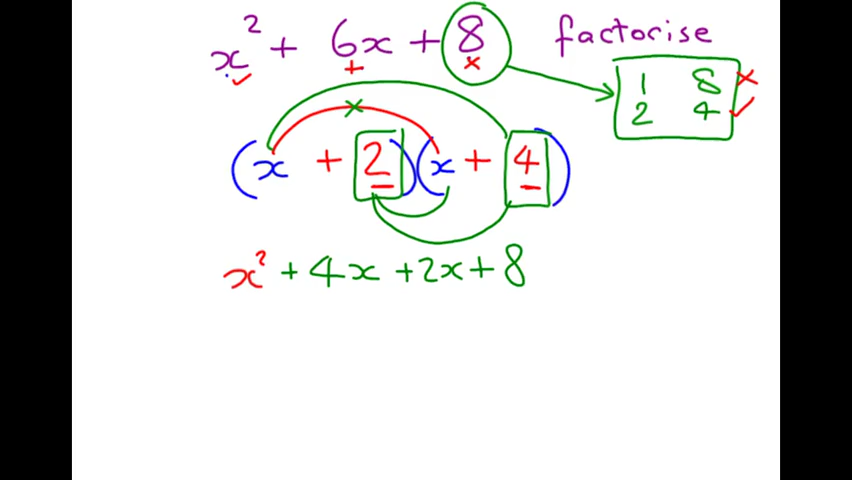 x² + 6x + 8 factorise
+ ×
1 8 ×
2 4 ✓
(x + 2)(x + 4)
x² + 4x + 2x + 8